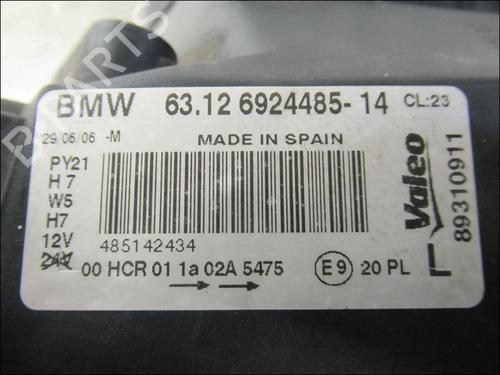 BMW 63.12 6924485-14 CL:23
29/06/06 -M MADE IN SPAIN
PY21
H7
W5
H7
12V 485142434
24V 00 HCR 01 1a 02A 5475 E9 20 PL
Valeo
89310911
L